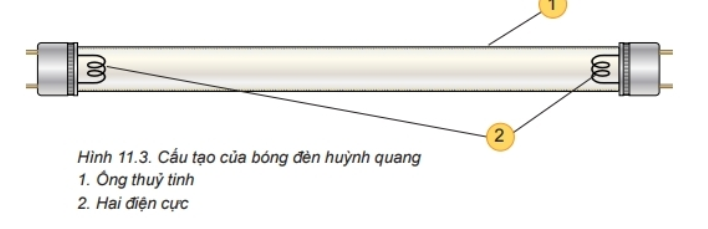 1
2
Hình 11.3. Cấu tạo của bóng đèn huỳnh quang
1. Ống thuỷ tinh
2. Hai điện cực